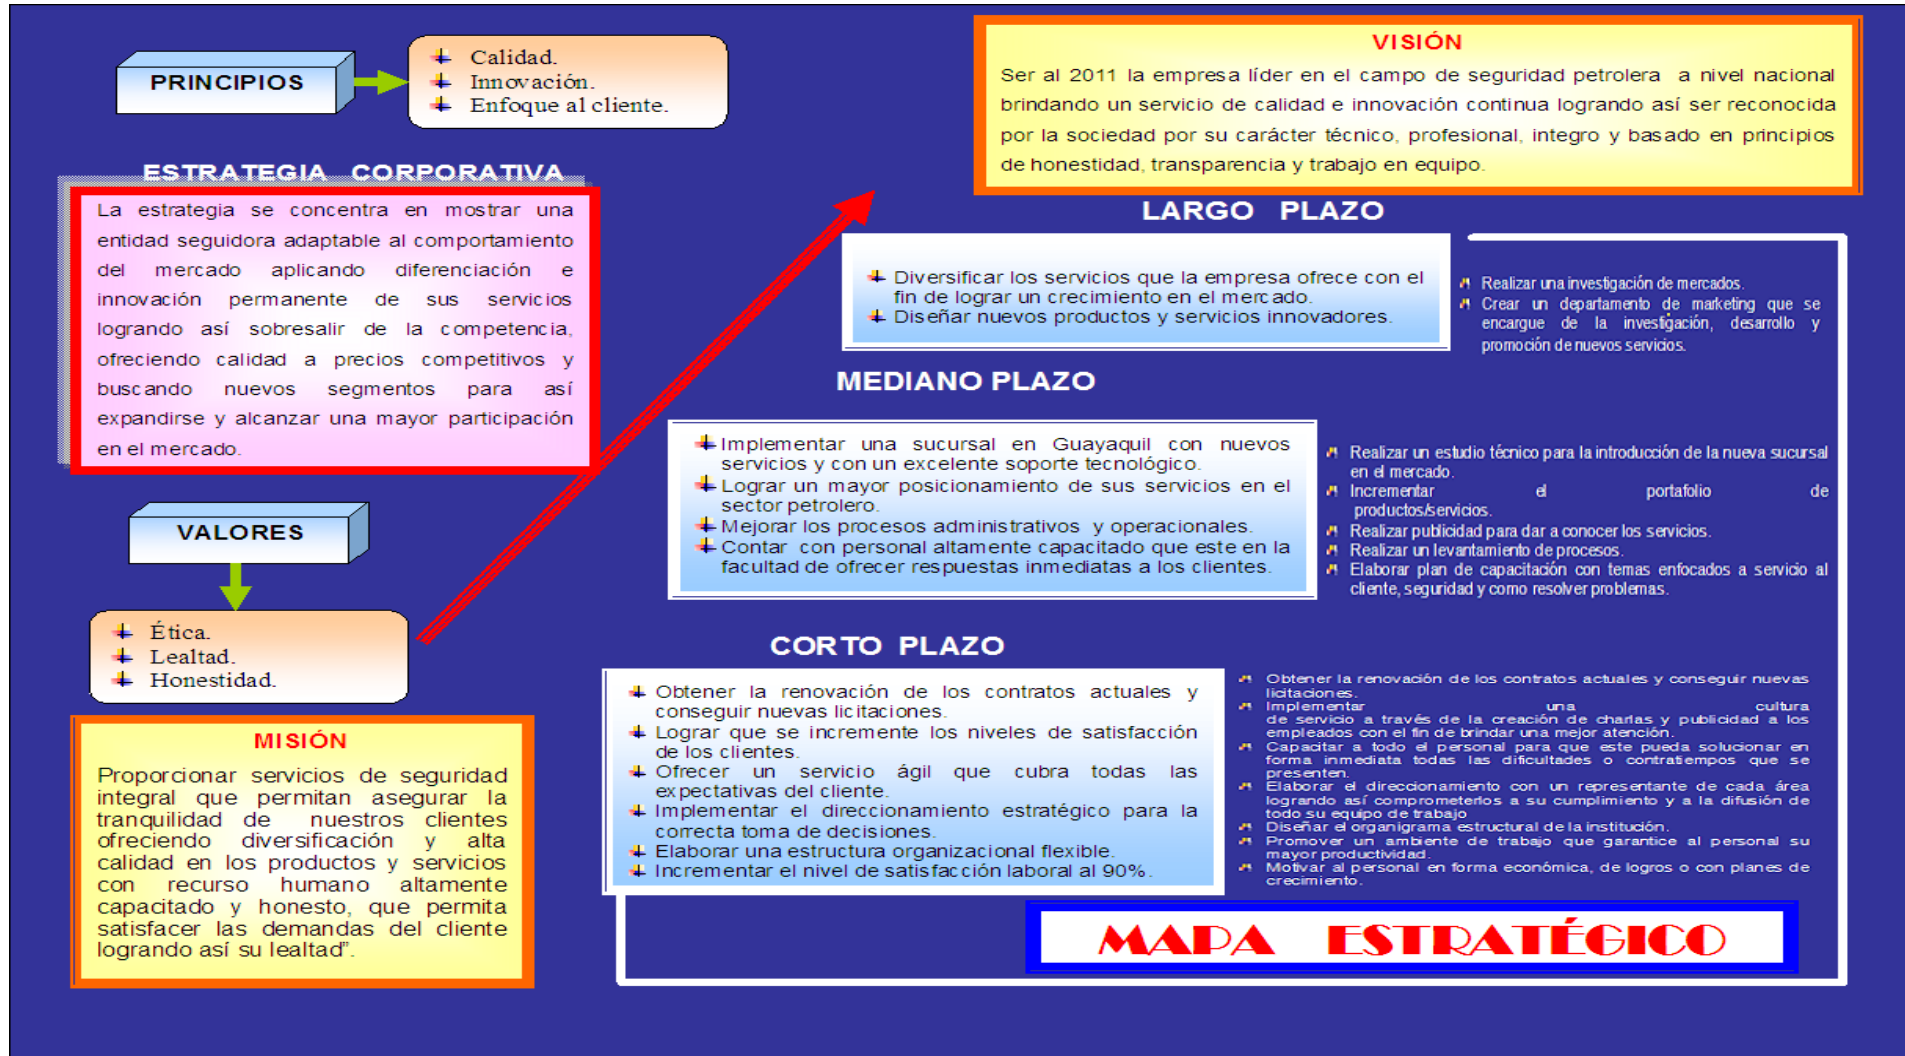 PRINCIPIOS
Calidad.
Innovación.
Enfoque al cliente.
ESTRATEGIA CORPORATIVA
La estrategia se concentra en mostrar una
entidad seguidora adaptable al comportamiento
del mercado aplicando diferenciación e
innovación permanente de sus servicios
logrando así sobresalir de la competencia,
ofreciendo calidad a precios competitivos y
buscando nuevos segmentos para así
expandirse y alcanzar una mayor participación
en el mercado.
VALORES
Ética.
Lealtad.
Honestidad.
MISIÓN
Proporcionar servicios de seguridad
integral que permitan asegurar la
tranquilidad de nuestros clientes
ofreciendo diversificación y alta
calidad en los productos y servicios
con recurso humano altamente
capacitado y honesto, que permita
satisfacer las demandas del cliente
logrando así su lealtad”.
VISIÓN
Ser al 2011 la empresa líder en el campo de seguridad petrolera a nivel nacional
brindando un servicio de calidad e innovación continua logrando así ser reconocida
por la sociedad por su carácter técnico, profesional, integro y basado en principios
de honestidad, transparencia y trabajo en equipo.
LARGO PLAZO
Diversificar los servicios que la empresa ofrece con el
fin de lograr un crecimiento en el mercado.
Diseñar nuevos productos y servicios innovadores.
Realizar una investigación de mercados.
Crear un departamento de marketing que se
encargue de la investigación, desarrollo y
promoción de nuevos servicios.
MEDIANO PLAZO
Implementar una sucursal en Guayaquil con nuevos
servicios y con un excelente soporte tecnológico.
Lograr un mayor posicionamiento de sus servicios en el
sector petrolero.
Mejorar los procesos administrativos y operacionales.
Contar con personal altamente capacitado que este en la
facultad de ofrecer respuestas inmediatas a los clientes.
Realizar un estudio técnico para la introducción de la nueva sucursal
en el mercado.
Incrementar el portafolio de
productos/servicios.
Realizar publicidad para dar a conocer los servicios.
Realizar un levantamiento de procesos.
Elaborar plan de capacitación con temas enfocados a servicio al
cliente, seguridad y como resolver problemas.
CORTO PLAZO
Obtener la renovación de los contratos actuales y
conseguir nuevas licitaciones.
Lograr que se incremente los niveles de satisfacción
de los clientes.
Ofrecer un servicio ágil que cubra todas las
expectativas del cliente.
Implementar el direccionamiento estratégico para la
correcta toma de decisiones.
Elaborar una estructura organizacional flexible.
Incrementar el nivel de satisfacción laboral al 90%.
Obtener la renovación de los contratos actuales y conseguir nuevas
licitaciones.
Implementar una cultura
de servicio a través de la creación de charlas y publicidad a los
empleados con el fin de brindar una mejor atención.
Capacitar a todo el personal para que este pueda solucionar en
forma inmediata todas las dificultades o contratiempos que se
presenten.
Elaborar el direccionamiento con un representante de cada área
logrando así comprometerlos a su cumplimiento y a la difusión de
todo su equipo de trabajo
Diseñar el organigrama estructural de la institución.
Promover un ambiente de trabajo que garantice al personal su
mayor productividad.
Motivar al personal en forma económica, de logros o con planes de
crecimiento.
MAPA ESTRATÉGICO